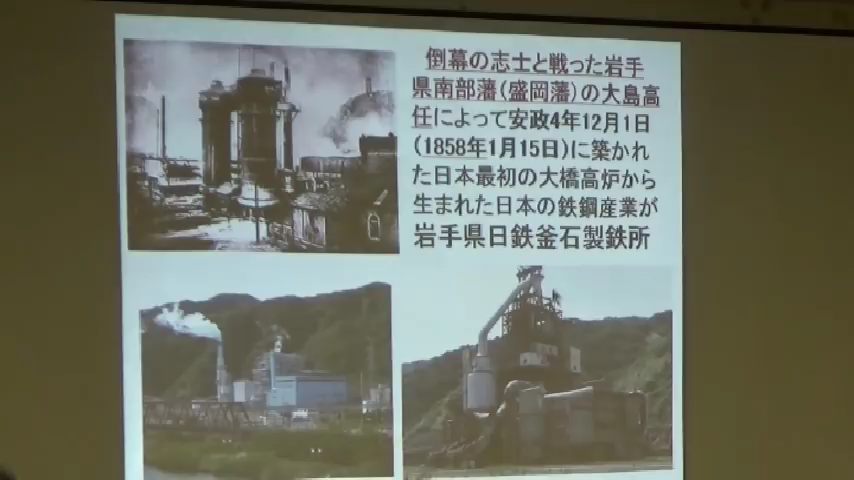 倒幕の志士と戦った岩手
県南部藩(盛岡藩)の大島高
任によって安政4年12月1日
(1858年1月15日)に築かれ
た日本最初の大橋高炉から
生まれた日本の鉄鋼産業が
岩手県日鉄釜石製鉄所